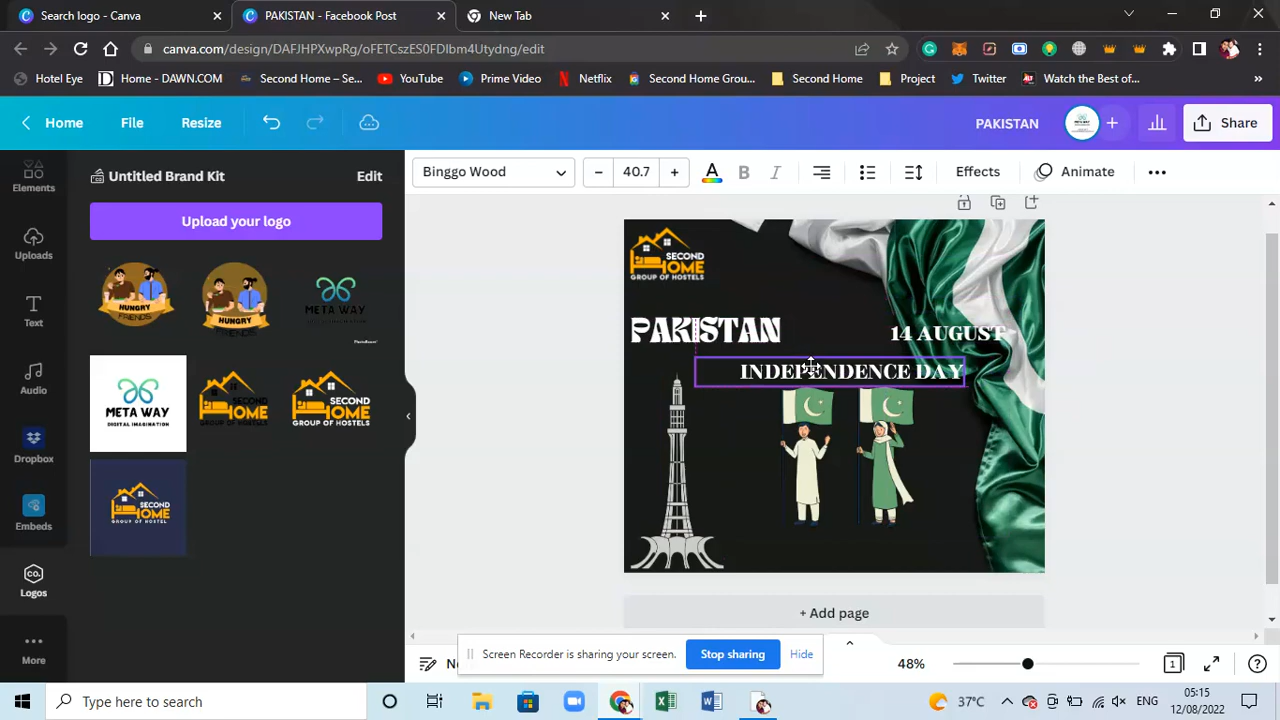 Search logo - Canva
PAKISTAN - Facebook Post
New Tab
canva.com/design/DAFJHPXwpRg/oFETCszES0FDIbm4Utydng/edit
Hotel Eye
Home - DAWN.COM
Second Home – Se...
YouTube
Prime Video
Netflix
Second Home Grou...
Second Home
Project
Twitter
Watch the Best of...
»
Home
File
Resize
PAKISTAN
+
Share
Elements
Uploads
Text
Audio
Dropbox
Embeds
CO.
Logos
More
Untitled Brand Kit
Edit
Upload your logo
HUNGRY
FRIENDS
HUNGRY
FRIENDS
META WAY
META WAY
DIGITAL IMAGINATION
SECOND
HOME
GROUP OF HOSTELS
SECOND
HOME
GROUP OF HOSTELS
SECOND
HOME
GROUP OF HOSTEL
Binggo Wood
– 40.7 +
A
B
I
Effects
Animate
SECOND
HOME
GROUP OF HOSTELS
PAKISTAN
14 AUGUST
INDEPENDENCE DAY
+ Add page
Screen Recorder is sharing your screen.
Stop sharing
Hide
48%
1
?
Type here to search
37°C
ENG
05:15
12/08/2022